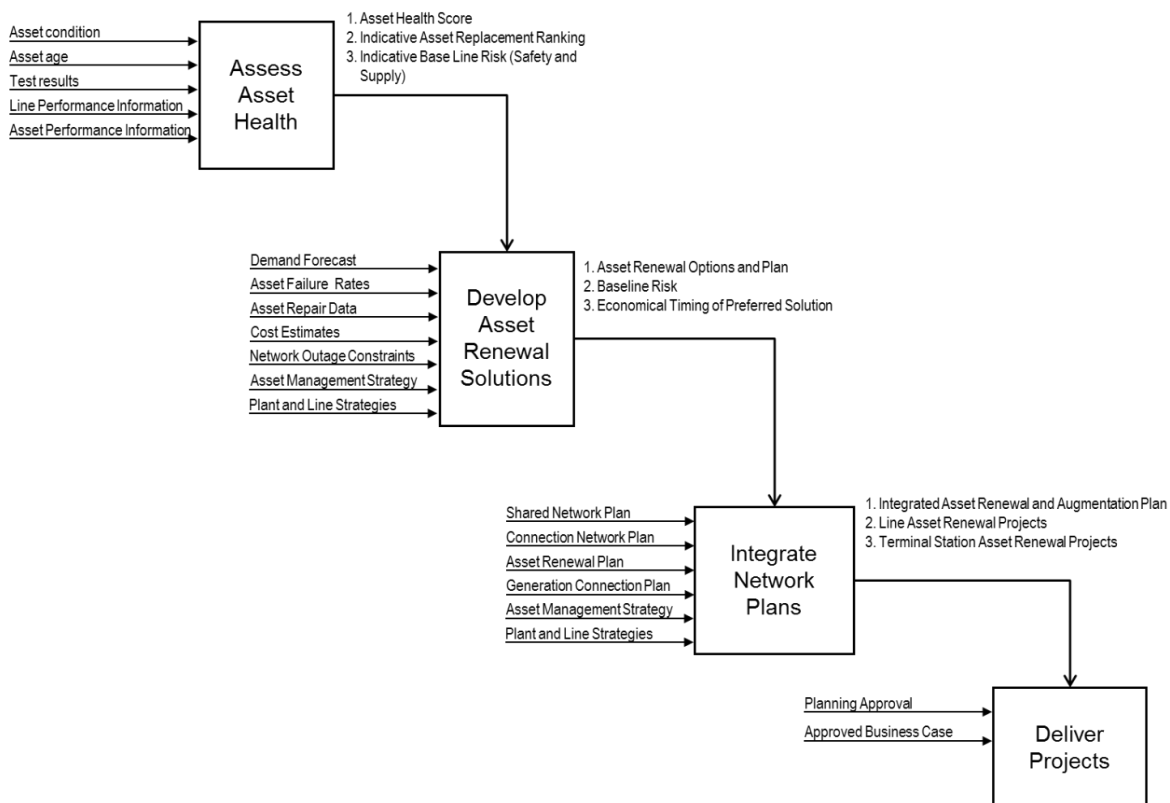 Asset condition
Asset age
Test results
Line Performance Information
Asset Performance Information
Assess
Asset
Health
1. Asset Health Score
2. Indicative Asset Replacement Ranking
3. Indicative Base Line Risk (Safety and
Supply)
Demand Forecast
Asset Failure Rates
Asset Repair Data
Cost Estimates
Network Outage Constraints
Asset Management Strategy
Plant and Line Strategies
Develop
Asset
Renewal
Solutions
1. Asset Renewal Options and Plan
2. Baseline Risk
3. Economical Timing of Preferred Solution
Shared Network Plan
Connection Network Plan
Asset Renewal Plan
Generation Connection Plan
Asset Management Strategy
Plant and Line Strategies
Integrate
Network
Plans
1. Integrated Asset Renewal and Augmentation Plan
2. Line Asset Renewal Projects
3. Terminal Station Asset Renewal Projects
Planning Approval
Approved Business Case
Deliver
Projects